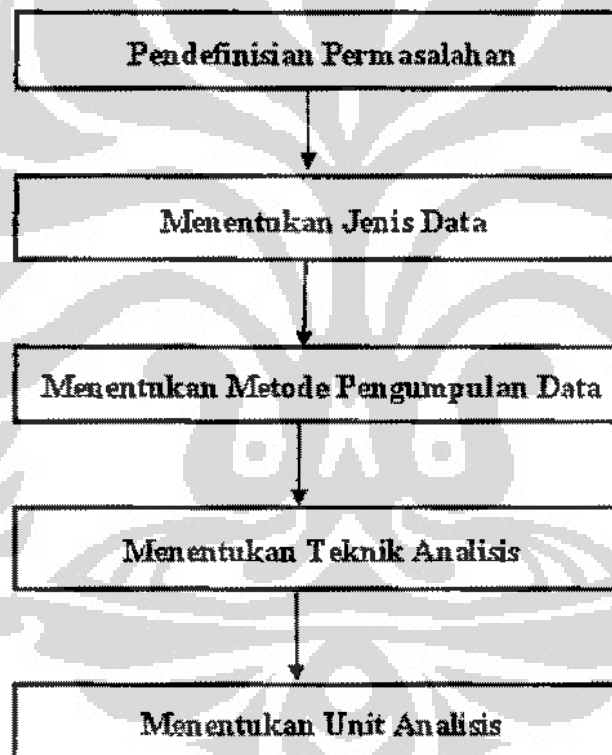 Pendefinisian Permasalahan
Menentukan Jenis Data
Menentukan Metode Pengumpulan Data
Menentukan Teknik Analisis
Menentukan Unit Analisis